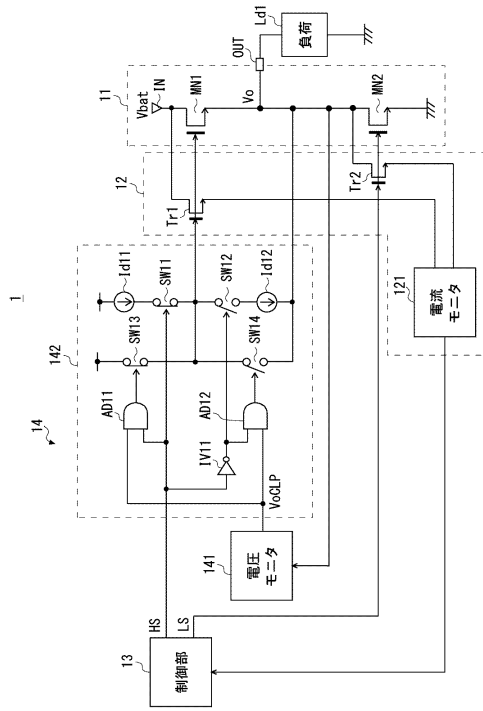 1
14
142
11
12
Vbat
IN
MN1
Vo
OUT
Ld1
負荷
MN2
Tr1
Tr2
Id11
SW11
SW12
Id12
SW13
SW14
AD11
AD12
IV11
VoCLP
121
電流
モニタ
141
電圧
モニタ
HS
LS
13
制御部